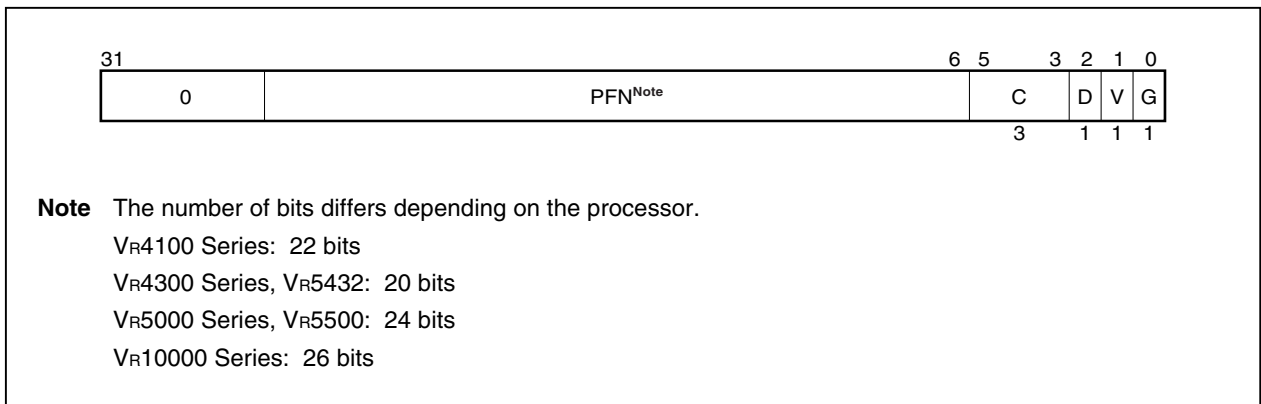 31 6 5 3 2 1 0
0 PFNNote C D V G
3 1 1 1
Note The number of bits differs depending on the processor.
VR4100 Series: 22 bits
VR4300 Series, VR5432: 20 bits
VR5000 Series, VR5500: 24 bits
VR10000 Series: 26 bits